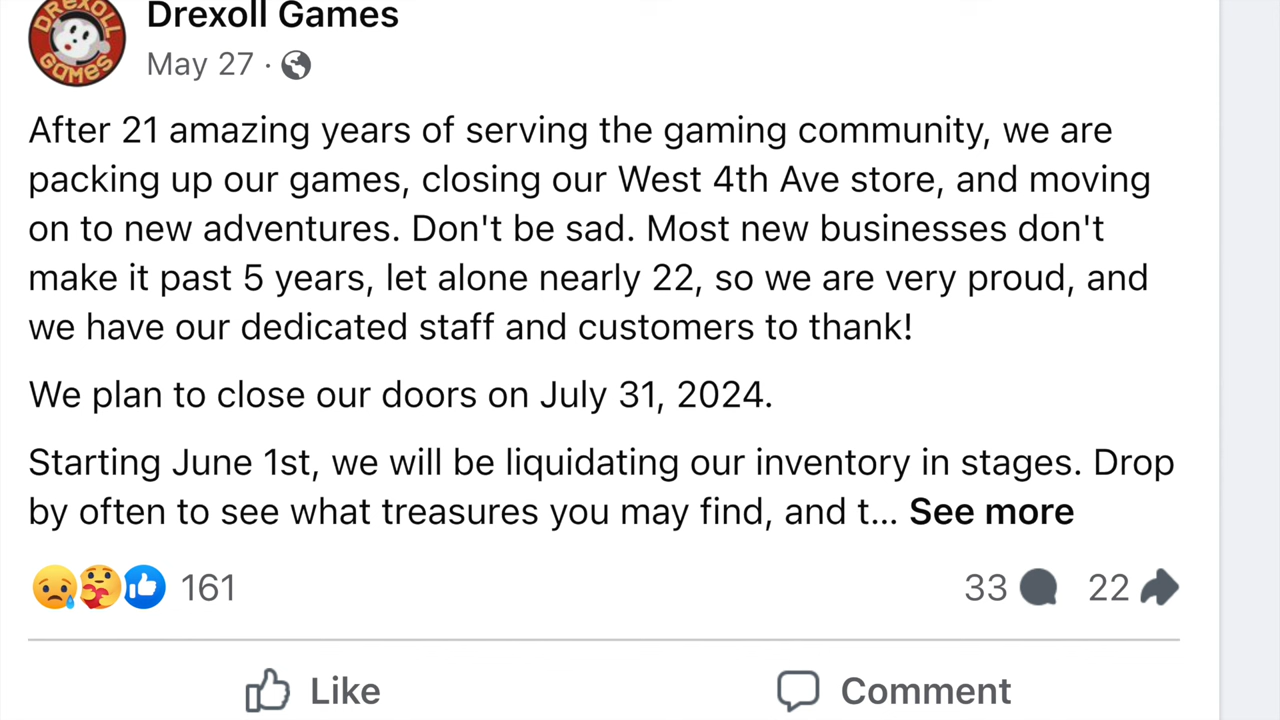 DREXOLL
GAMES
Drexoll Games
May 27 ·
After 21 amazing years of serving the gaming community, we are
packing up our games, closing our West 4th Ave store, and moving
on to new adventures. Don't be sad. Most new businesses don't
make it past 5 years, let alone nearly 22, so we are very proud, and
we have our dedicated staff and customers to thank!
We plan to close our doors on July 31, 2024.
Starting June 1st, we will be liquidating our inventory in stages. Drop
by often to see what treasures you may find, and t... See more
161 33 22
Like Comment